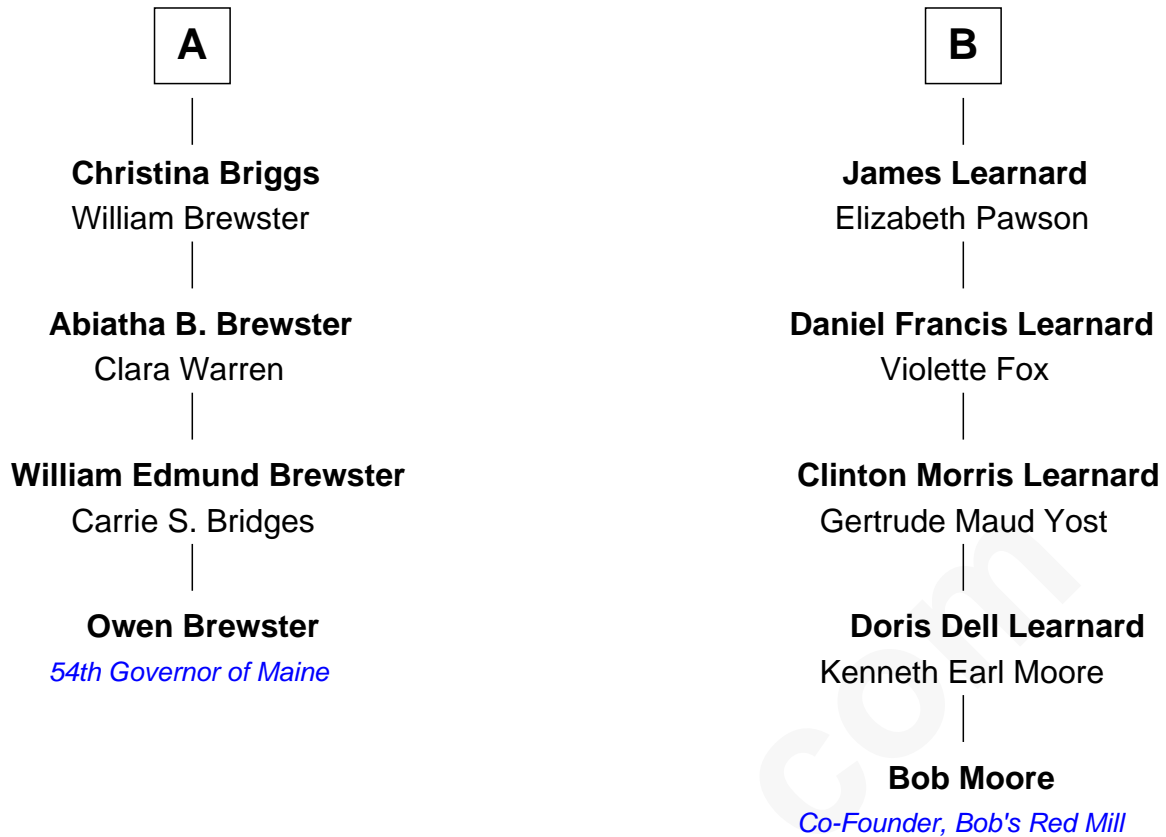 A
Christina Briggs
William Brewster
Abiatha B. Brewster
Clara Warren
William Edmund Brewster
Carrie S. Bridges
Owen Brewster
54th Governor of Maine
B
James Learnard
Elizabeth Pawson
Daniel Francis Learnard
Violette Fox
Clinton Morris Learnard
Gertrude Maud Yost
Doris Dell Learnard
Kenneth Earl Moore
Bob Moore
Co-Founder, Bob's Red Mill
com